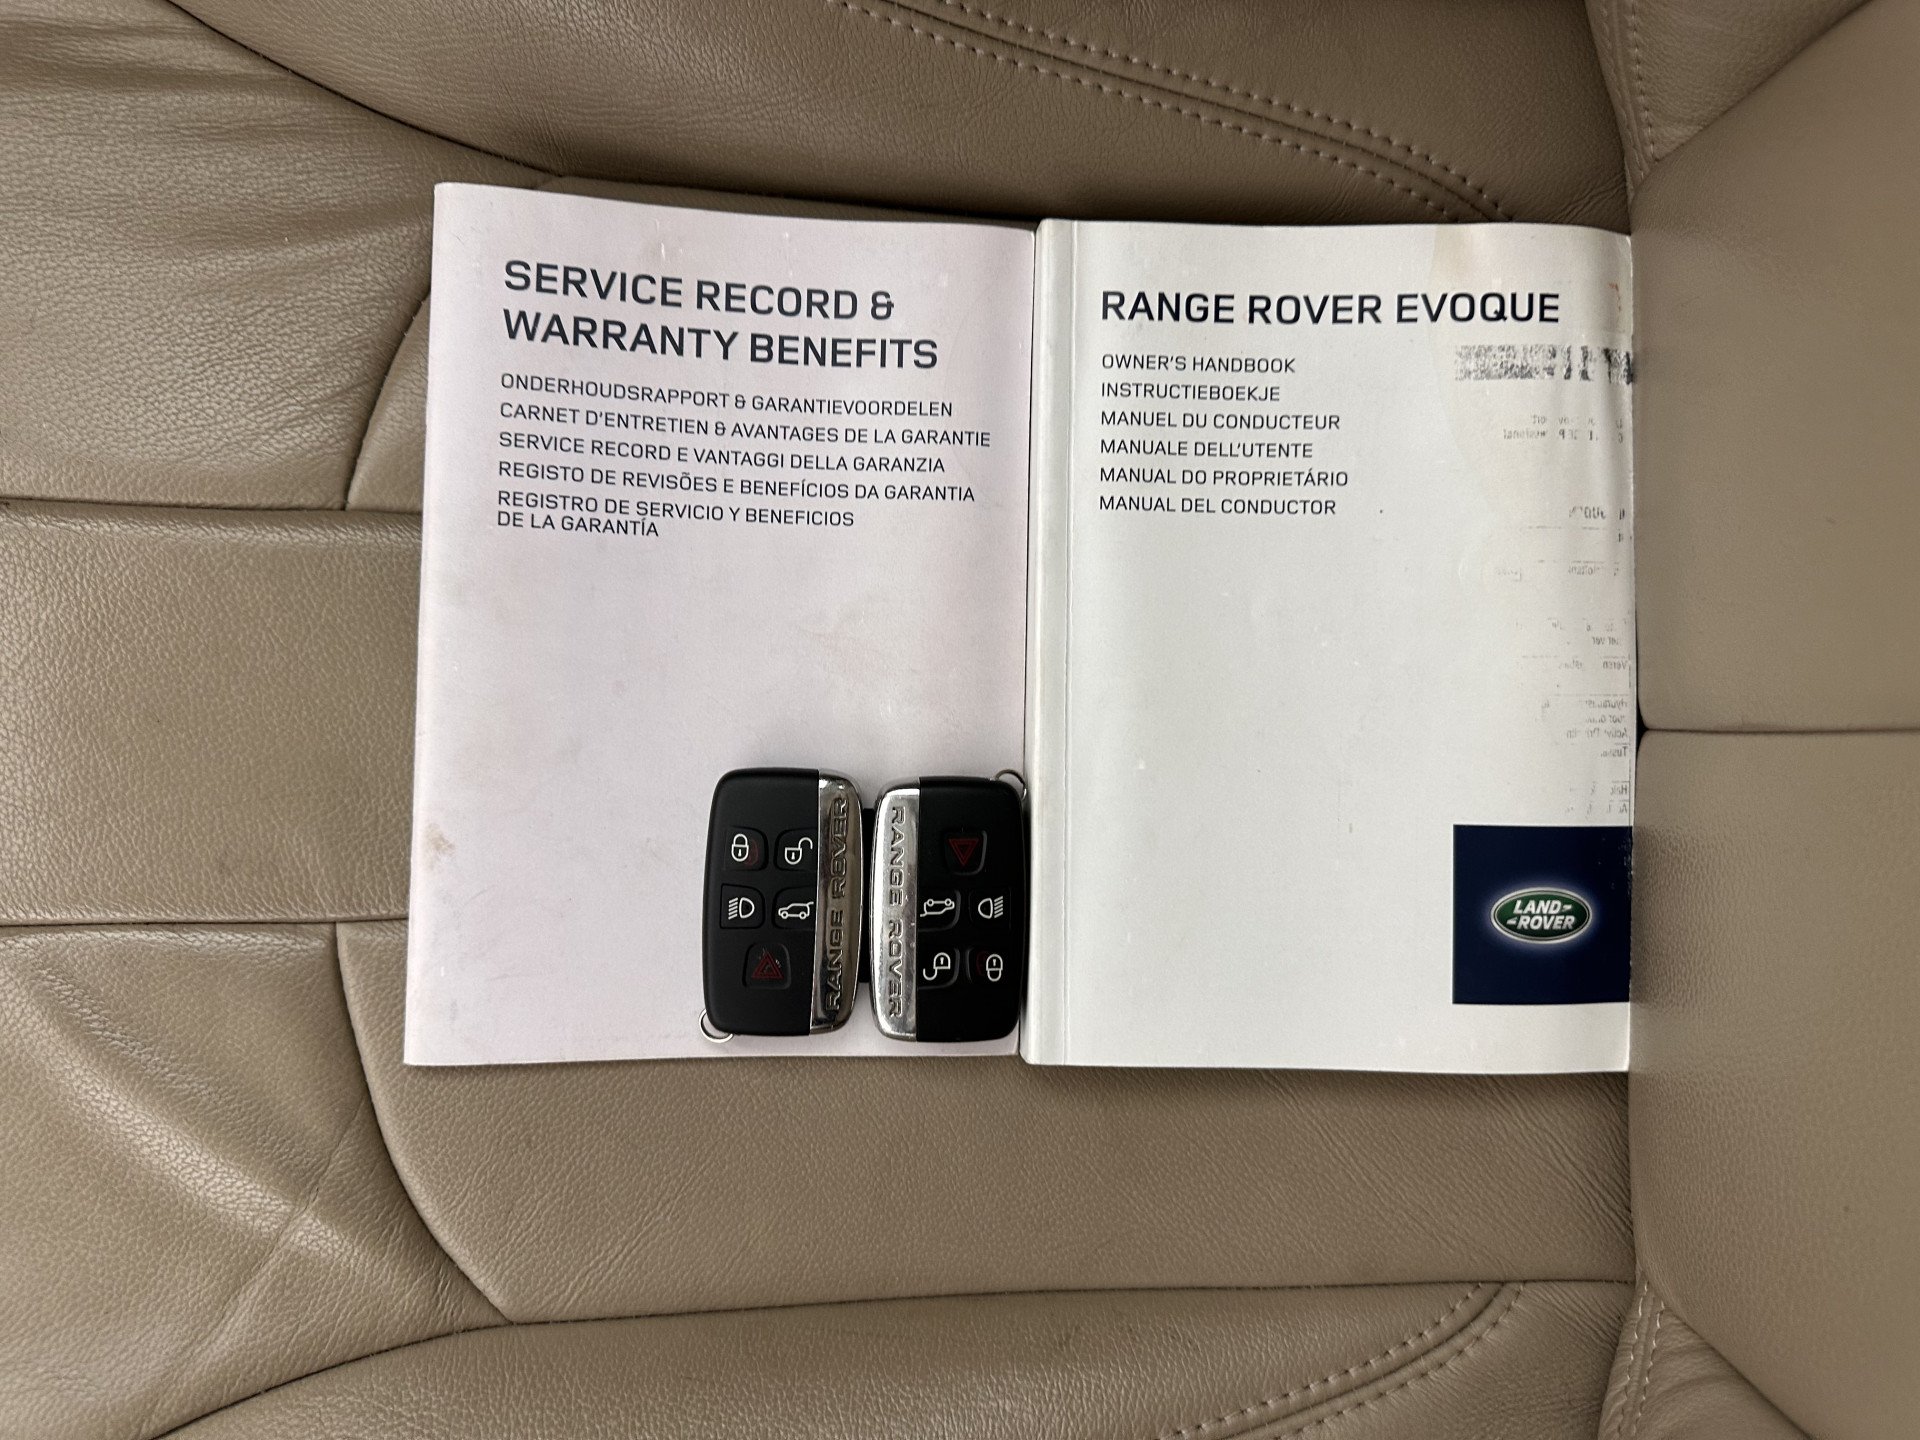 SERVICE RECORD &
WARRANTY BENEFITS
ONDERHOUDSRAPPORT & GARANTIEVOORDELEN
CARNET D'ENTRETIEN & AVANTAGES DE LA GARANTIE
SERVICE RECORD E VANTAGGI DELLA GARANZIA
REGISTO DE REVISÕES E BENEFÍCIOS DA GARANTIA
REGISTRO DE SERVICIO Y BENEFICIOS
DE LA GARANTÍA
RANGE ROVER EVOQUE
OWNER'S HANDBOOK
INSTRUCTIEBOEKJE
MANUEL DU CONDUCTEUR
MANUALE DELL'UTENTE
MANUAL DO PROPRIETÁRIO
MANUAL DEL CONDUCTOR
RANGE ROVER
RANGE ROVER
LAND-
-ROVER